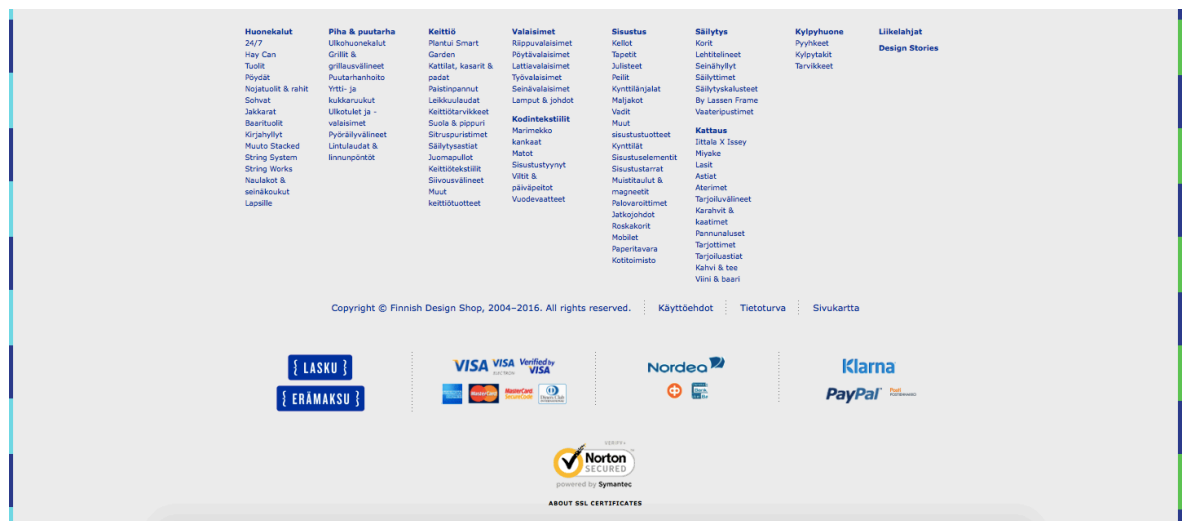 Huonekalut
24/7
Hay Can
Tuolit
Pöydät
Nojatuolit & rahit
Sohvat
Jakkarat
Baarituolit
Kirjahyllyt
Muuto Stacked
String System
String Works
Naulakot &
seinäkoukut
Lapsille
Piha & puutarha
Ulkohuonekalut
Grillit &
grillausvälineet
Puutarhanhoito
Yrtti- ja
kukkaruukut
Ulkotulet ja -
valaisimet
Pyöräilyvälineet
Lintulaudat &
linnunpöntöt
Keittiö
Plantui Smart
Garden
Kattilat, kasarit &
padat
Paistinpannut
Leikkuulaudat
Keittiötarvikkeet
Suola & pippuri
Sitruspuristimet
Säilytysastiat
Juomapullot
Keittiötekstiilit
Siivousvälineet
Muut
keittiötuotteet
Valaisimet
Riippuvalaisimet
Pöytävalaisimet
Lattiavalaisimet
Työvalaisimet
Seinävalaisimet
Lamput & johdot
Kodintekstiilit
Marimekko
kankaat
Matot
Sisustustyynyt
Viltit &
päiväpeitot
Vuodevaatteet
Sisustus
Kellot
Tapetit
Julisteet
Peilit
Kynttilänjalat
Maljakot
Vadit
Muut
sisustustuotteet
Kynttilät
Sisustuselementit
Sisustustarrat
Muistitaulut &
magneetit
Palovaroittimet
Jatkojohdot
Roskakorit
Mobilet
Paperitavara
Kotitoimisto
Säilytys
Korit
Lehtitelineet
Seinähyllyt
Säilyttimet
Säilytyskalusteet
By Lassen Frame
Vaateripustimet
Kattaus
Iittala X Issey
Miyake
Lasit
Astiat
Aterimet
Tarjoiluvälineet
Karahvit &
kaatimet
Pannunaluset
Tarjottimet
Tarjoiluastiat
Kahvi & tee
Viini & baari
Kylpyhuone
Pyyhkeet
Kylpytakit
Tarvikkeet
Liikelahjat
Design Stories
Copyright © Finnish Design Shop, 2004–2016. All rights reserved. Käyttöehdot Tietoturva Sivukartta
{ LASKU }
{ ERÄMAKSU }
VISA VISA ELECTRON Verified by VISA
MasterCard MasterCard SecureCode Diners Club
Nordea
Klarna
PayPal Posti
VERIFY+
Norton
SECURED
powered by Symantec
ABOUT SSL CERTIFICATES